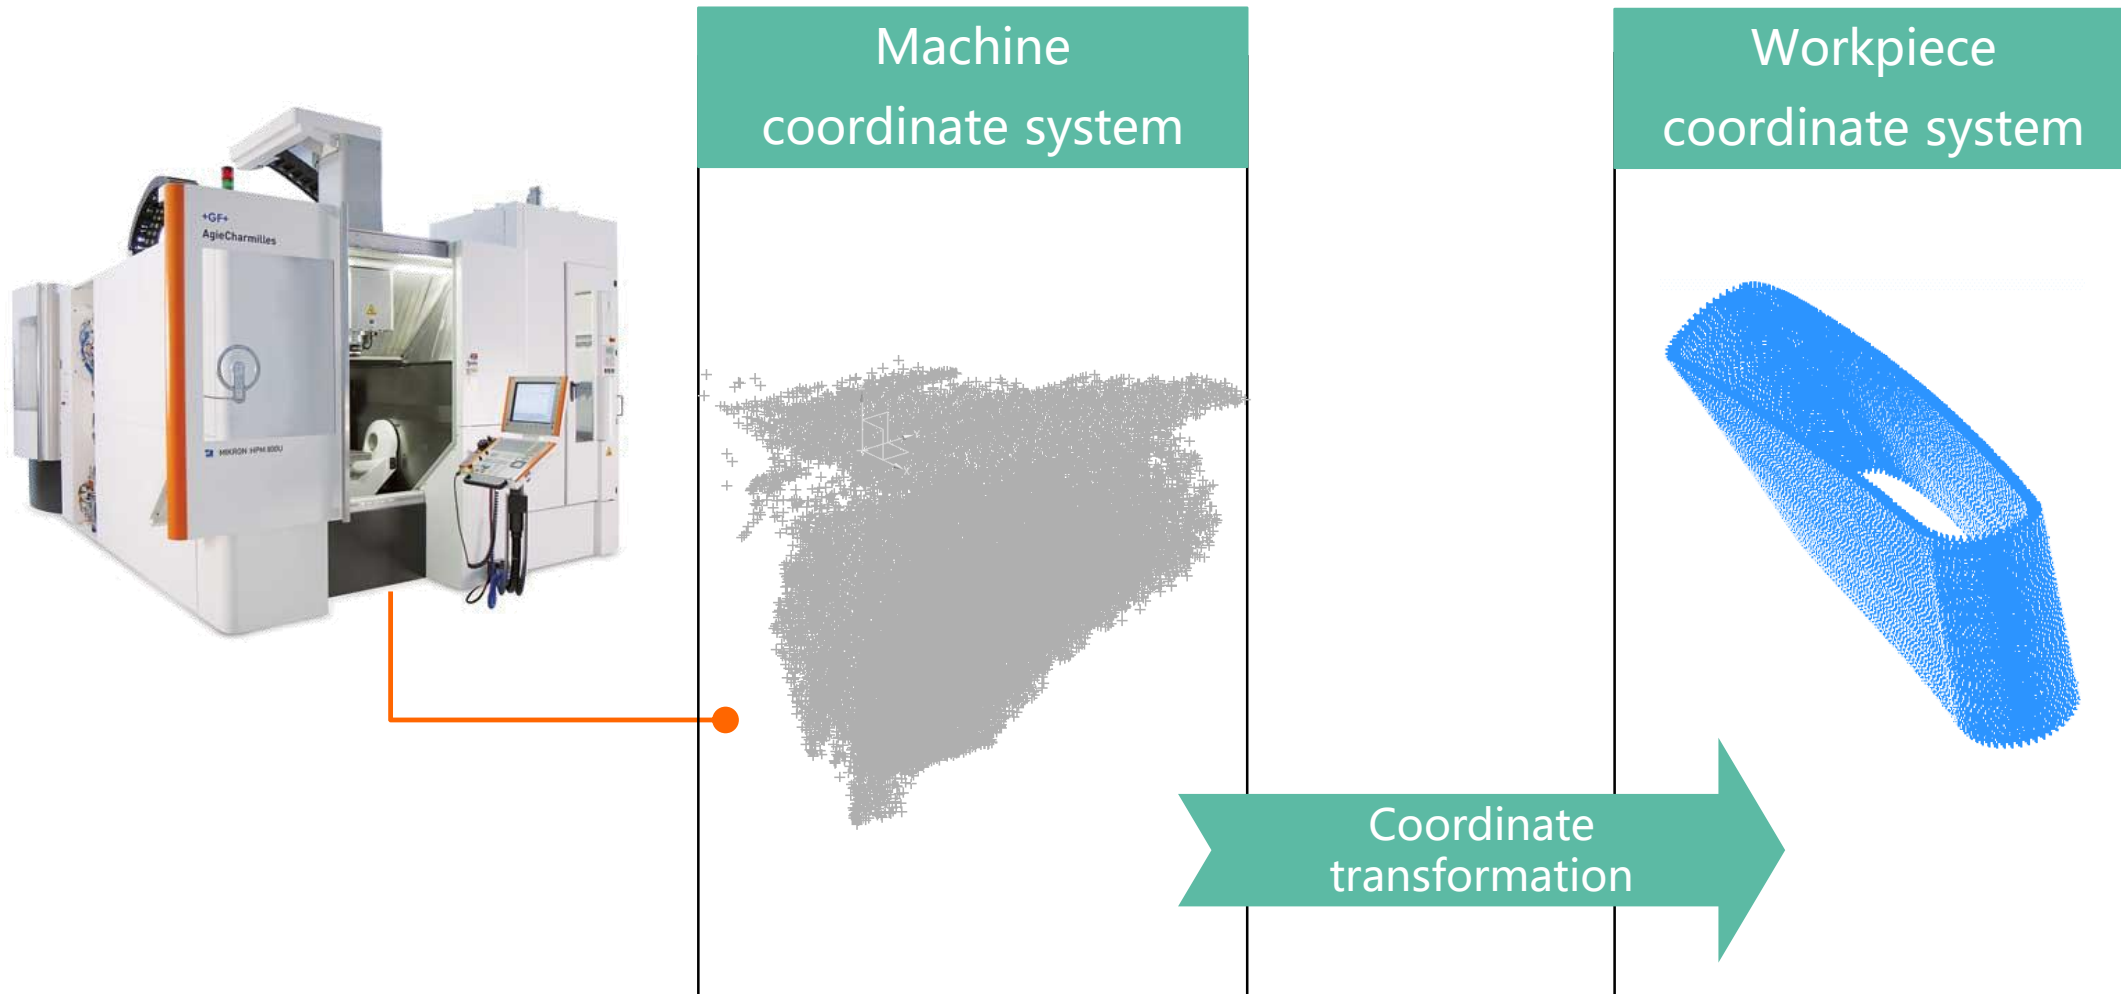 Machine
coordinate system
Workpiece
coordinate system
+GF+
AgieCharmilles
MIKRON HPM 800U
Coordinate
transformation